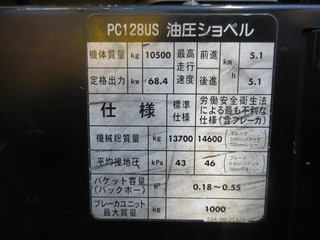 PC128US 油圧ショベル
機体質量 kg 10500 最高走行速度 km/h 前進 5.1
定格出力 kW 68.4 後進 5.1
仕様 標準仕様 労働安全衛生法による最も不利な仕様(含ブレーカ)
機械総質量 kg 13700 14600
平均接地圧 kPa 43 46
バケット容量(バックホー) m³ 0.18~0.55
ブレーカユニット最大質量 kg 1000